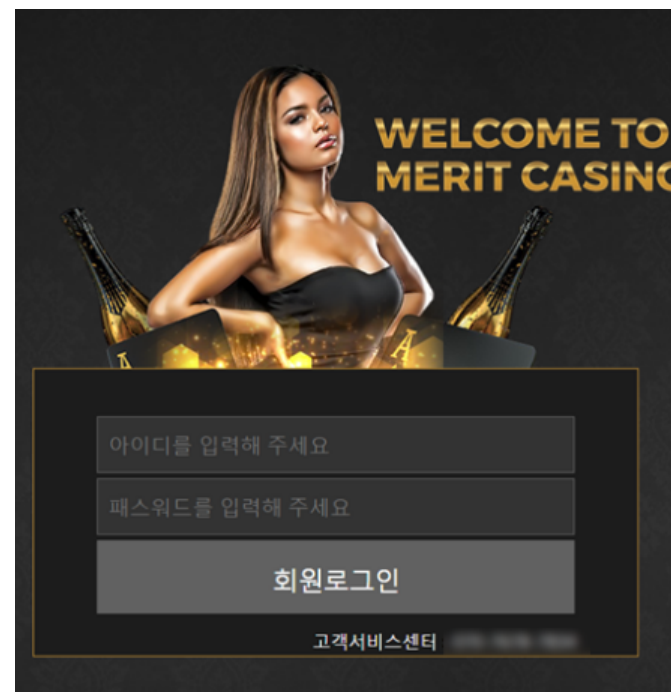 WELCOME TO
MERIT CASINO
A
A
아이디를 입력해 주세요
패스워드를 입력해 주세요
회원로그인
고객서비스센터